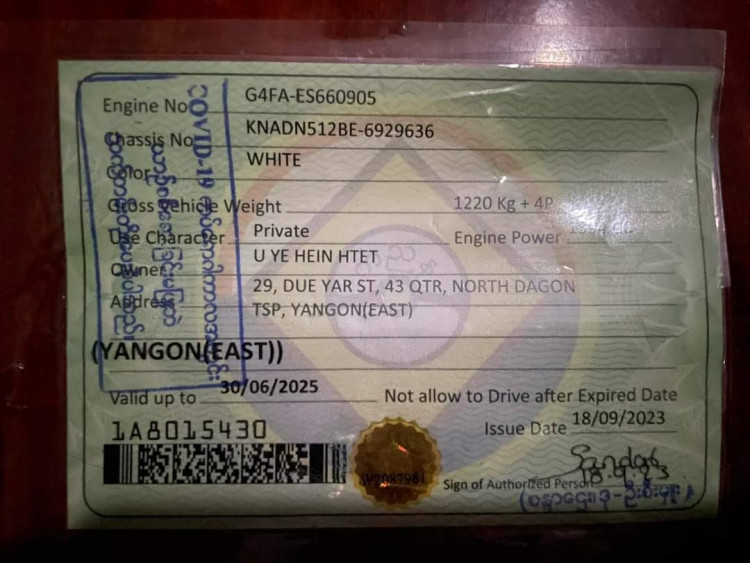 Engine No G4FA-ES660905
Chassis No KNADN512BE-6929636
Color WHITE
Gross Vehicle Weight 1220 Kg + 4P
Use Character Private Engine Power
Owner U YE HEIN HTET
Address 29, DUE YAR ST, 43 QTR, NORTH DAGON
TSP, YANGON(EAST)
(YANGON(EAST))
Valid up to 30/06/2025 Not allow to Drive after Expired Date
1A8015430
Issue Date 18/09/2023
W2087981
Sign of Authorized Person
COVID-19